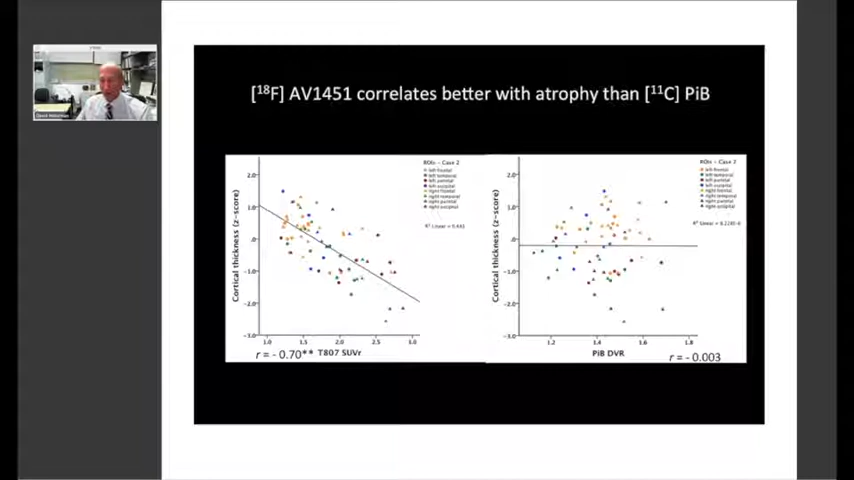 [¹⁸F] AV1451 correlates better with atrophy than [¹¹C] PiB
ROIs - Case 2
left frontal
left temporal
left parietal
left occipital
right frontal
right temporal
right parietal
right occipital
Cortical thickness (z-score)
2.0
1.0
.0
-1.0
-2.0
-3.0
1.0 1.5 2.0 2.5 3.0
T807 SUVr
r = - 0.70**
ROIs - Case 2
left frontal
left temporal
left parietal
left occipital
right frontal
right temporal
right parietal
right occipital
R² Linear =
Cortical thickness (z-score)
2.0
1.0
.0
-1.0
-2.0
-3.0
1.2 1.4 1.6 1.8
PiB DVR
r = - 0.003